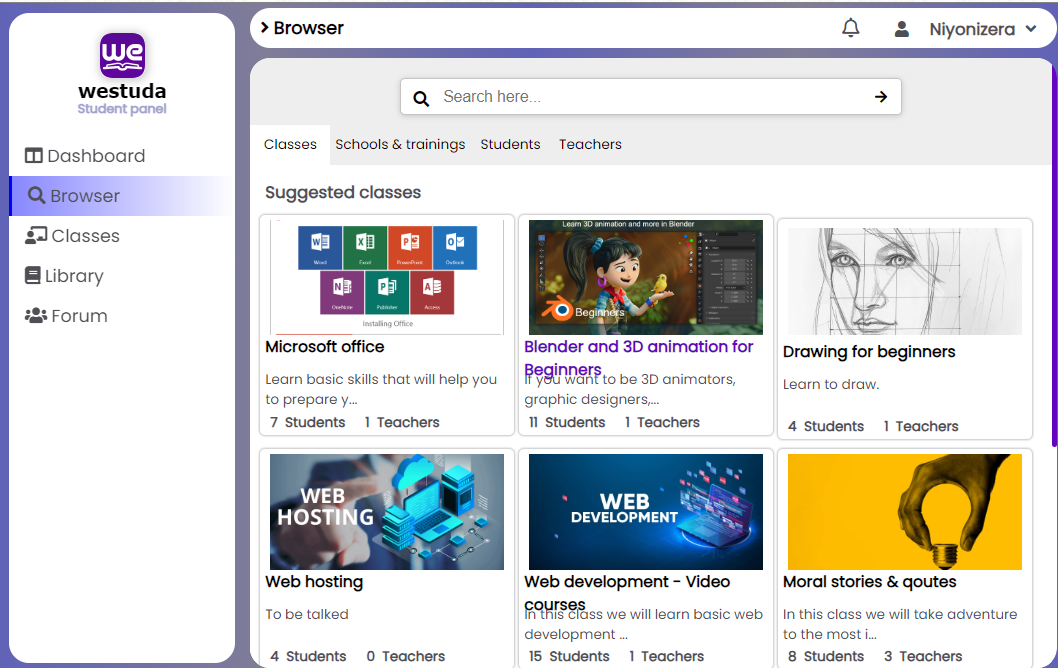 we
westuda
Student panel
Dashboard
Browser
Classes
Library
Forum
Browser
Niyonizera
Search here...
Classes
Schools & trainings
Students
Teachers
Suggested classes
Word
Excel
PowerPoint
Outlook
OneNote
Publisher
Access
Installing Office
Microsoft office
Learn basic skills that will help you
to prepare y...
7 Students 1 Teachers
Learn 3D animation and more in Blender
Beginners
Blender and 3D animation for
Beginners
If you want to be 3D animators,
graphic designers,...
11 Students 1 Teachers
Drawing for beginners
Learn to draw.
4 Students 1 Teachers
WEB
HOSTING
Web hosting
To be talked
4 Students 0 Teachers
WEB
DEVELOPMENT
Web development - Video
courses
In this class we will learn basic web
development ...
15 Students 1 Teachers
Moral stories & qoutes
In this class we will take adventure
to the most i...
8 Students 3 Teachers